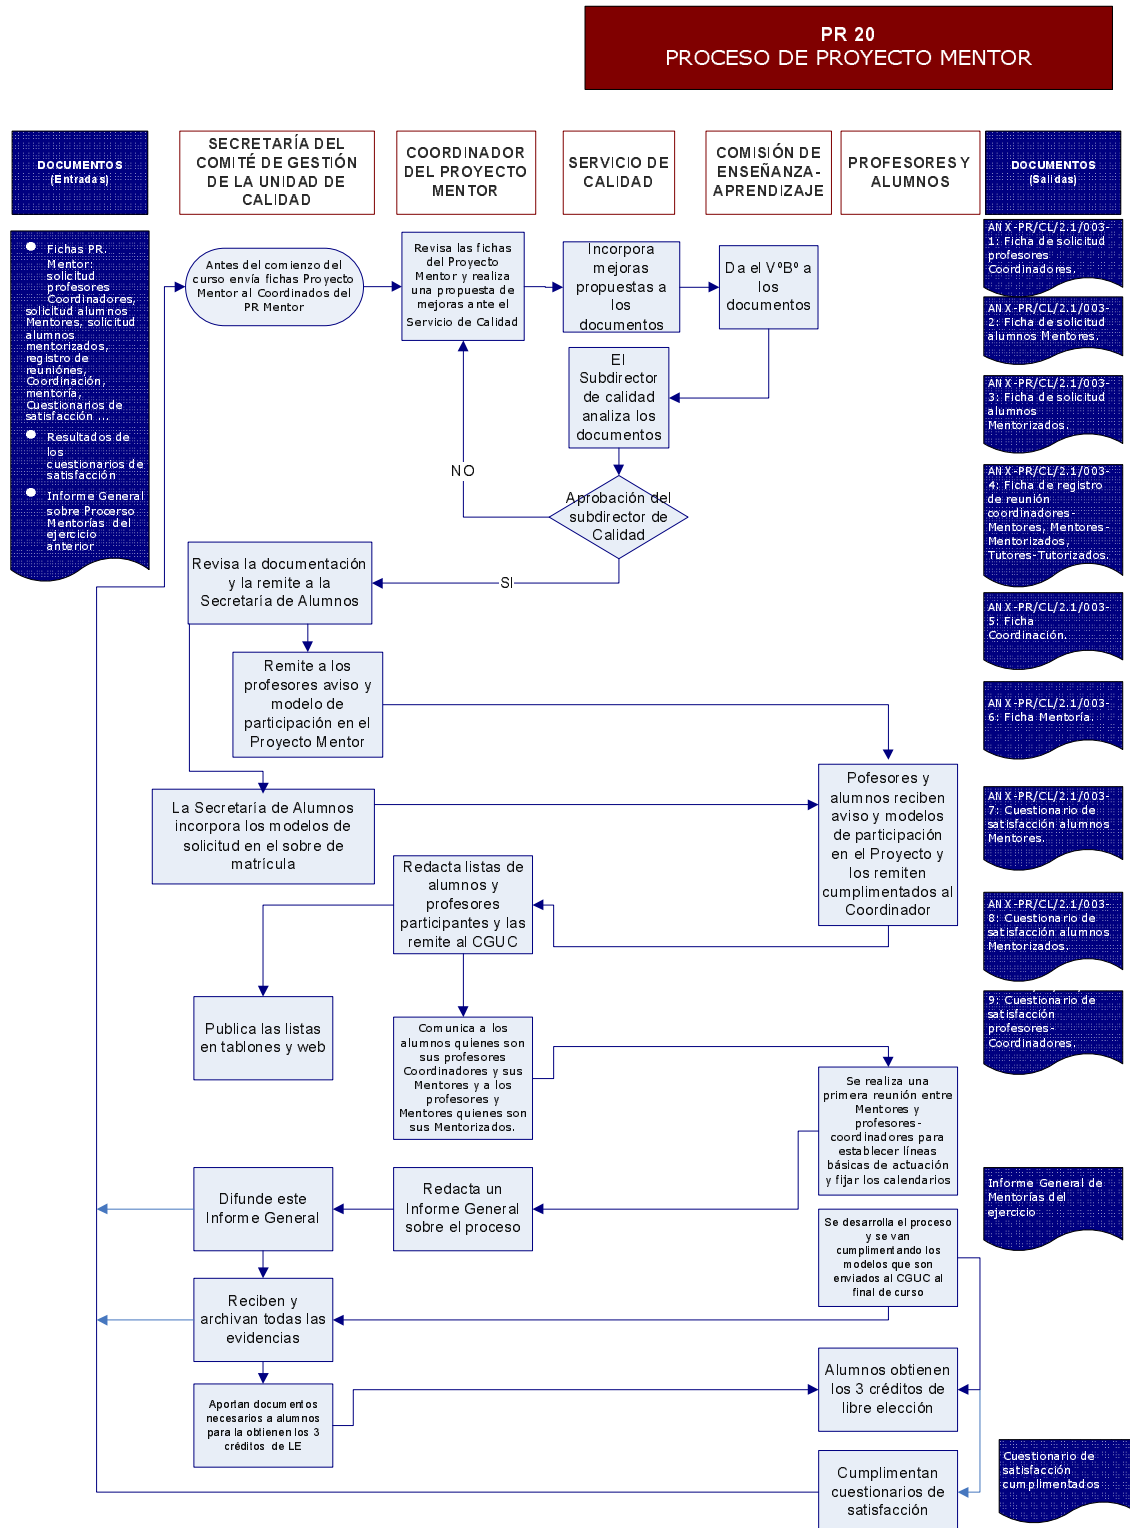 PR 20
PROCESO DE PROYECTO MENTOR
DOCUMENTOS
(Entradas)
SECRETARÍA DEL
COMITÉ DE GESTIÓN
DE LA UNIDAD DE
CALIDAD
COORDINADOR
DEL PROYECTO
MENTOR
SERVICIO DE
CALIDAD
COMISIÓN DE
ENSEÑANZA-
APRENDIZAJE
PROFESORES Y
ALUMNOS
DOCUMENTOS
(Salidas)
Fichas PR.
Mentor:
solicitud
profesores
Coordinadores,
solicitud alumnos
Mentores, solicitud
alumnos
mentorizados,
registro de
reuniónes,
Coordinación,
mentoría,
Cuestionarios de
satisfacción ...
Resultados de
los
cuestionarios de
satisfacción
Informe General
sobre Procerso
Mentorías del
ejercicio
anterior
Antes del comienzo del
curso envía fichas Proyecto
Mentor al Coordinados del
PR Mentor
Revisa las fichas
del Proyecto
Mentor y realiza
una propuesta de
mejoras ante el
Servicio de Calidad
Incorpora
mejoras
propuestas a
los
documentos
Da el VºBº a
los
documentos
El
Subdirector
de calidad
analiza los
documentos
NO
Aprobación del
subdirector de
Calidad
SI
Revisa la documentación
y la remite a la
Secretaría de Alumnos
Remite a los
profesores aviso y
modelo de
participación en el
Proyecto Mentor
La Secretaría de Alumnos
incorpora los modelos de
solicitud en el sobre de
matrícula
Pofesores y
alumnos reciben
aviso y modelos
de participación
en el Proyecto y
los remiten
cumplimentados al
Coordinador
Redacta listas de
alumnos y
profesores
participantes y las
remite al CGUC
Publica las listas
en tablones y web
Comunica a los
alumnos quienes son
sus profesores
Coordinadores y sus
Mentores y a los
profesores y
Mentores quienes son
sus Mentorizados.
Se realiza una
primera reunión entre
Mentores y
profesores-
coordinadores para
establecer líneas
básicas de actuación
y fijar los calendarios
Difunde este
Informe General
Redacta un
Informe General
sobre el proceso
Se desarrolla el proceso
y se van
cumplimentando los
modelos que son
enviados al CGUC al
final de curso
Reciben y
archivan todas las
evidencias
Aportan documentos
necesarios a alumnos
para la obtienen los 3
créditos de LE
Alumnos obtienen
los 3 créditos de
libre elección
Cumplimentan
cuestionarios de
satisfacción
ANX-PR/CL/2.1/003-
1: Ficha de solicitud
profesores
Coordinadores.
ANX-PR/CL/2.1/003-
2: Ficha de solicitud
alumnos Mentores.
ANX-PR/CL/2.1/003-
3: Ficha de solicitud
alumnos
Mentorizados.
ANX-PR/CL/2.1/003-
4: Ficha de registro
de reunión
coordinadores-
Mentores, Mentores-
Mentorizados,
Tutores-Tutorizados.
ANX-PR/CL/2.1/003-
5: Ficha
Coordinación.
ANX-PR/CL/2.1/003-
6: Ficha Mentoría.
ANX-PR/CL/2.1/003-
7: Cuestionario de
satisfacción alumnos
Mentores.
ANX-PR/CL/2.1/003-
8: Cuestionario de
satisfacción alumnos
Mentorizados.
9: Cuestionario de
satisfacción
profesores-
Coordinadores.
Informe General de
Mentorías del
ejercicio
Cuestionario de
satisfacción
cumplimentados